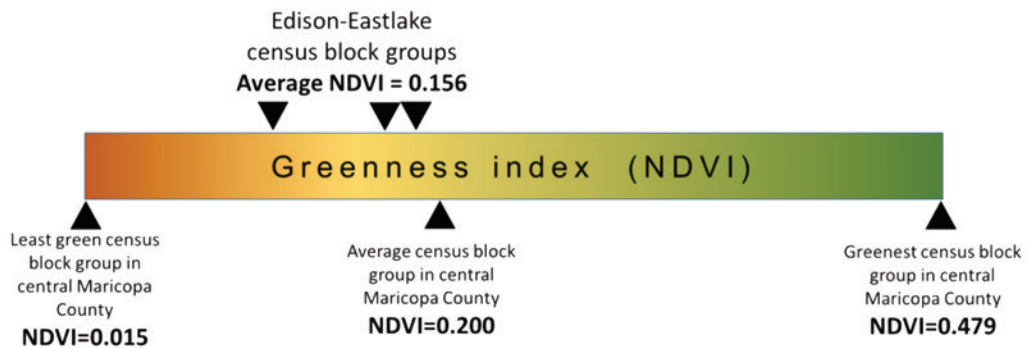 Edison-Eastlake
census block groups
Average NDVI = 0.156
Greenness index (NDVI)
Least green census
block group in
central Maricopa
County
NDVI=0.015
Average census block
group in central
Maricopa County
NDVI=0.200
Greenest census block
group in central
Maricopa County
NDVI=0.479